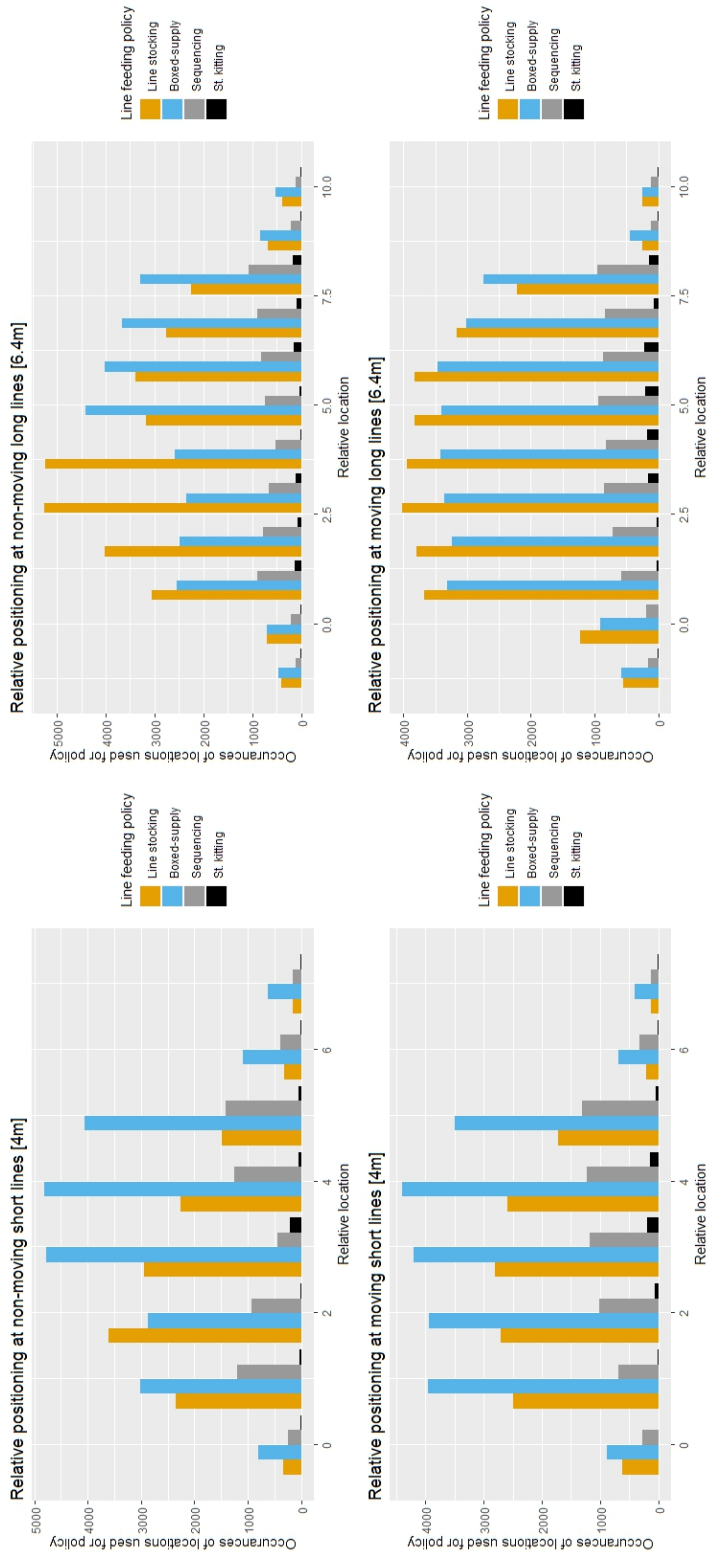 Relative positioning at non-moving short lines [4m]
Occurances of locations used for policy
5000
4000
3000
2000
1000
0
0
2
4
6
Relative location
Line feeding policy
Line stocking
Boxed-supply
Sequencing
St. kitting
Relative positioning at non-moving long lines [6.4m]
Occurances of locations used for policy
5000
4000
3000
2000
1000
0
0.0
2.5
5.0
7.5
10.0
Relative location
Line feeding policy
Line stocking
Boxed-supply
Sequencing
St. kitting
Relative positioning at moving short lines [4m]
Occurances of locations used for policy
4000
3000
2000
1000
0
0
2
4
6
Relative location
Line feeding policy
Line stocking
Boxed-supply
Sequencing
St. kitting
Relative positioning at moving long lines [6.4m]
Occurances of locations used for policy
4000
3000
2000
1000
0
0.0
2.5
5.0
7.5
10.0
Relative location
Line feeding policy
Line stocking
Boxed-supply
Sequencing
St. kitting